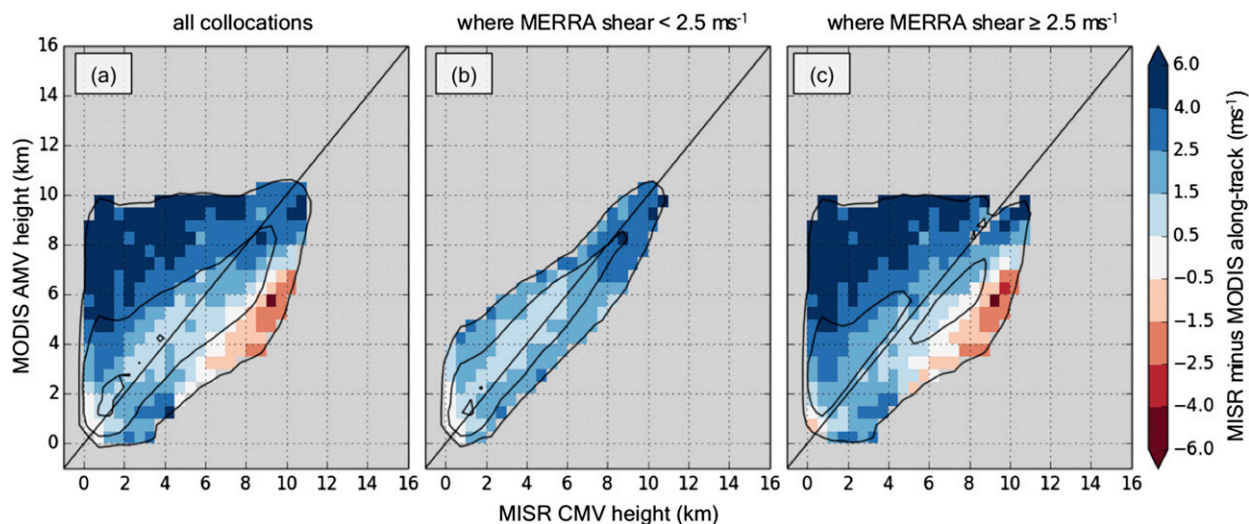 all collocations
where MERRA shear < 2.5 ms⁻¹
where MERRA shear ≥ 2.5 ms⁻¹
(a)
(b)
(c)
MODIS AMV height (km)
16
14
12
10
8
6
4
2
0
0 2 4 6 8 10 12 14 16
0 2 4 6 8 10 12 14 16
0 2 4 6 8 10 12 14 16
MISR CMV height (km)
6.0
4.0
2.5
1.5
0.5
−0.5
−1.5
−2.5
−4.0
−6.0
MISR minus MODIS along-track (ms⁻¹)